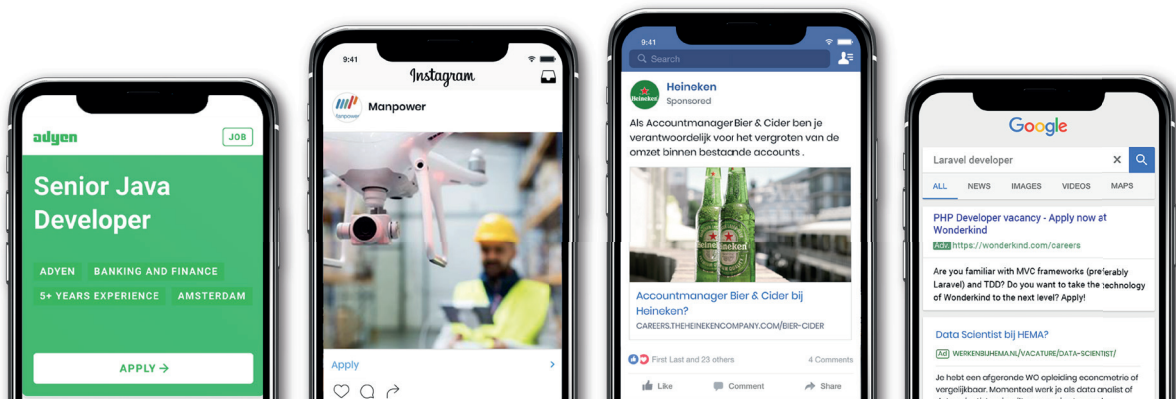 adyen
JOB
Senior Java
Developer
ADYEN BANKING AND FINANCE
5+ YEARS EXPERIENCE AMSTERDAM
APPLY →
9:41
Instagram
Manpower
Manpower
Apply
9:41
Search
Heineken
Heineken
Sponsored
Als Accountmanager Bier & Cider ben je
verantwoordelijk voor het vergroten van de
omzet binnen bestaande accounts .
Heineken
Accountmanager Bier & Cider bij
Heineken?
CAREERS.THEHEINEKENCOMPANY.COM/BIER-CIDER
First Last and 23 others
4 Comments
Like Comment Share
Google
Laravel developer
ALL NEWS IMAGES VIDEOS MAPS
PHP Developer vacancy - Apply now at
Wonderkind
Adv. https://wonderkind.com/careers
Are you familiar with MVC frameworks (preferably
Laravel) and TDD? Do you want to take the technology
of Wonderkind to the next level? Apply!
Data Scientist bij HEMA?
Ad WERKENBIJHEMA.NL/VACATURE/DATA-SCIENTIST/
Je hebt een afgeronde WO opleiding econometrie of
vergelijkbaar. Momenteel werk je als data analist of